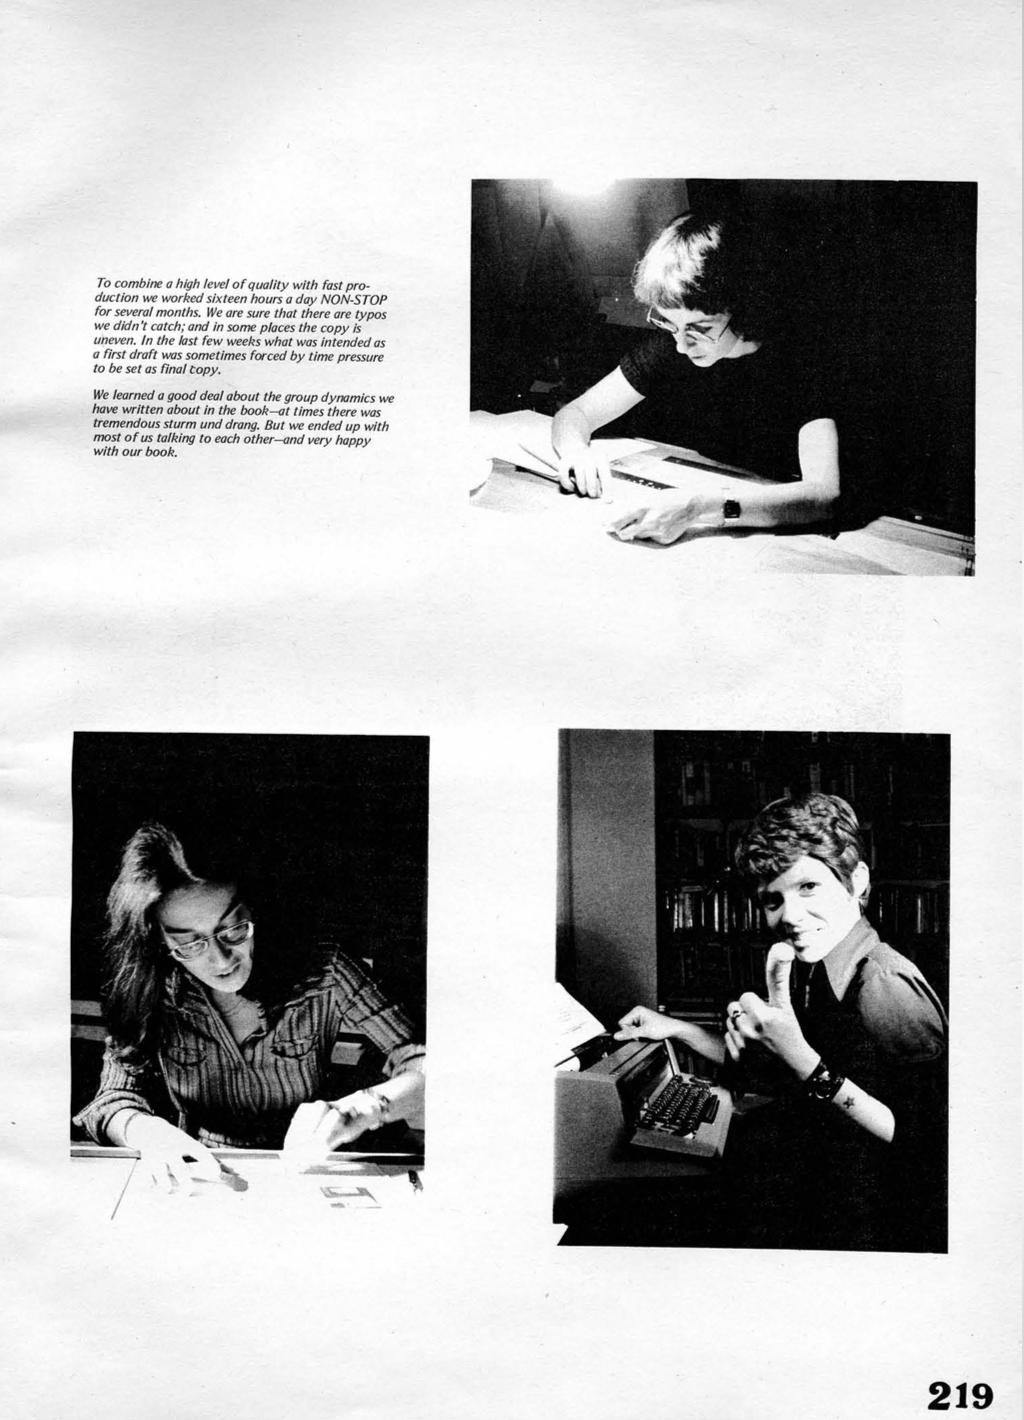 To combine a high level of quality with fast pro-
duction we worked sixteen hours a day NON-STOP
for several months. We are sure that there are typos
we didn't catch; and in some places the copy is
uneven. In the last few weeks what was intended as
a first draft was sometimes forced by time pressure
to be set as final copy.
We learned a good deal about the group dynamics we
have written about in the book—at times there was
tremendous sturm und drang. But we ended up with
most of us talking to each other—and very happy
with our book.
219